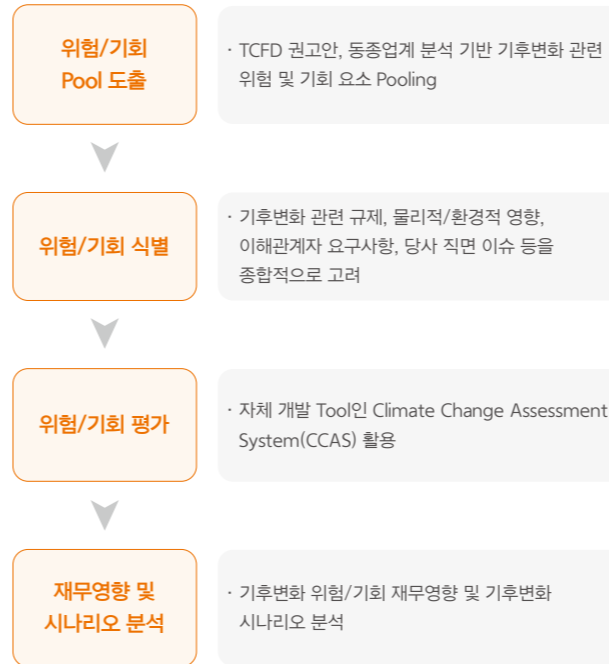 위험/기회
Pool 도출
· TCFD 권고안, 동종업계 분석 기반 기후변화 관련
위험 및 기회 요소 Pooling
위험/기회 식별
· 기후변화 관련 규제, 물리적/환경적 영향,
이해관계자 요구사항, 당사 직면 이슈 등을
종합적으로 고려
위험/기회 평가
· 자체 개발 Tool인 Climate Change Assessment
System(CCAS) 활용
재무영향 및
시나리오 분석
· 기후변화 위험/기회 재무영향 및 기후변화
시나리오 분석